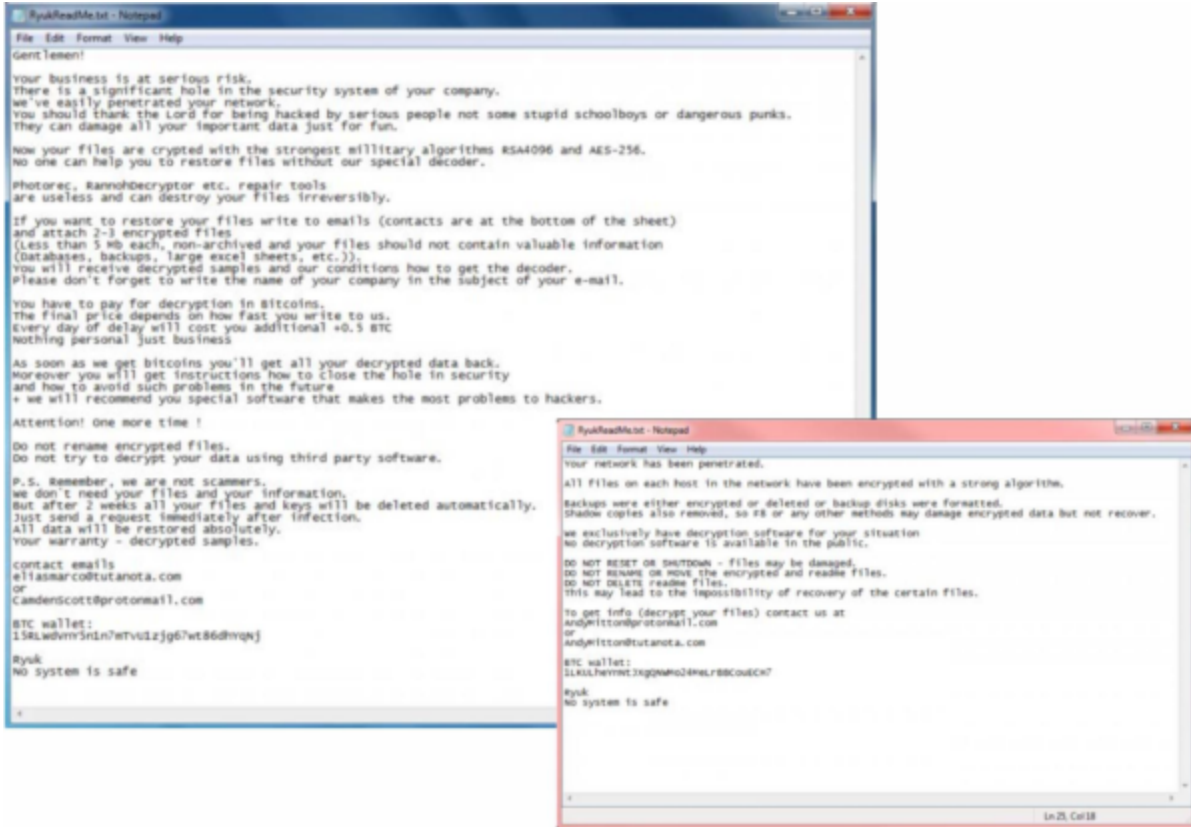 RyukReadMe.txt - Notepad
File Edit Format View Help
Gentlemen!
Your business is at serious risk.
There is a significant hole in the security system of your company.
We've easily penetrated your network.
You should thank the Lord for being hacked by serious people not some stupid schoolboys or dangerous punks.
They can damage all your important data just for fun.
Now your files are crypted with the strongest millitary algorithms RSA4096 and AES-256.
No one can help you to restore files without our special decoder.
Photorec, RannohDecryptor etc. repair tools
are useless and can destroy your files irreversibly.
If you want to restore your files write to emails (contacts are at the bottom of the sheet)
and attach 2-3 encrypted files
(Less than 5 Mb each, non-archived and your files should not contain valuable information
(Databases, backups, large excel sheets, etc.)).
You will receive decrypted samples and our conditions how to get the decoder.
Please don't forget to write the name of your company in the subject of your e-mail.
You have to pay for decryption in Bitcoins.
The final price depends on how fast you write to us.
Every day of delay will cost you additional +0.5 BTC
Nothing personal just business
As soon as we get bitcoins you'll get all your decrypted data back.
Moreover you will get instructions how to close the hole in security
and how to avoid such problems in the future
+ we will recommend you special software that makes the most problems to hackers.
Attention! One more time !
Do not rename encrypted files.
Do not try to decrypt your data using third party software.
P.S. Remember, we are not scammers.
We don't need your files and your information.
But after 2 weeks all your files and keys will be deleted automatically.
Just send a request immediately after infection.
All data will be restored absolutely.
Your warranty - decrypted samples.
contact emails
eliasmarco@tutanota.com
or
CamdenScott@protonmail.com
BTC wallet:
Ryuk
No system is safe
RyukReadMe.txt - Notepad
File Edit Format View Help
Your network has been penetrated.
All files on each host in the network have been encrypted with a strong algorithm.
Backups were either encrypted or deleted or backup disks were formatted.
Shadow copies also removed, so F8 or any other methods may damage encrypted data but not recover.
We exclusively have decryption software for your situation
No decryption software is available in the public.
DO NOT RESET OR SHUTDOWN - files may be damaged.
DO NOT RENAME OR MOVE the encrypted and readme files.
DO NOT DELETE readme files.
This may lead to the impossibility of recovery of the certain files.
To get info (decrypt your files) contact us at
AndyMitton@protonmail.com
or
AndyMitton@tutanota.com
BTC wallet:
Ryuk
No system is safe
Ln 25, Col 18